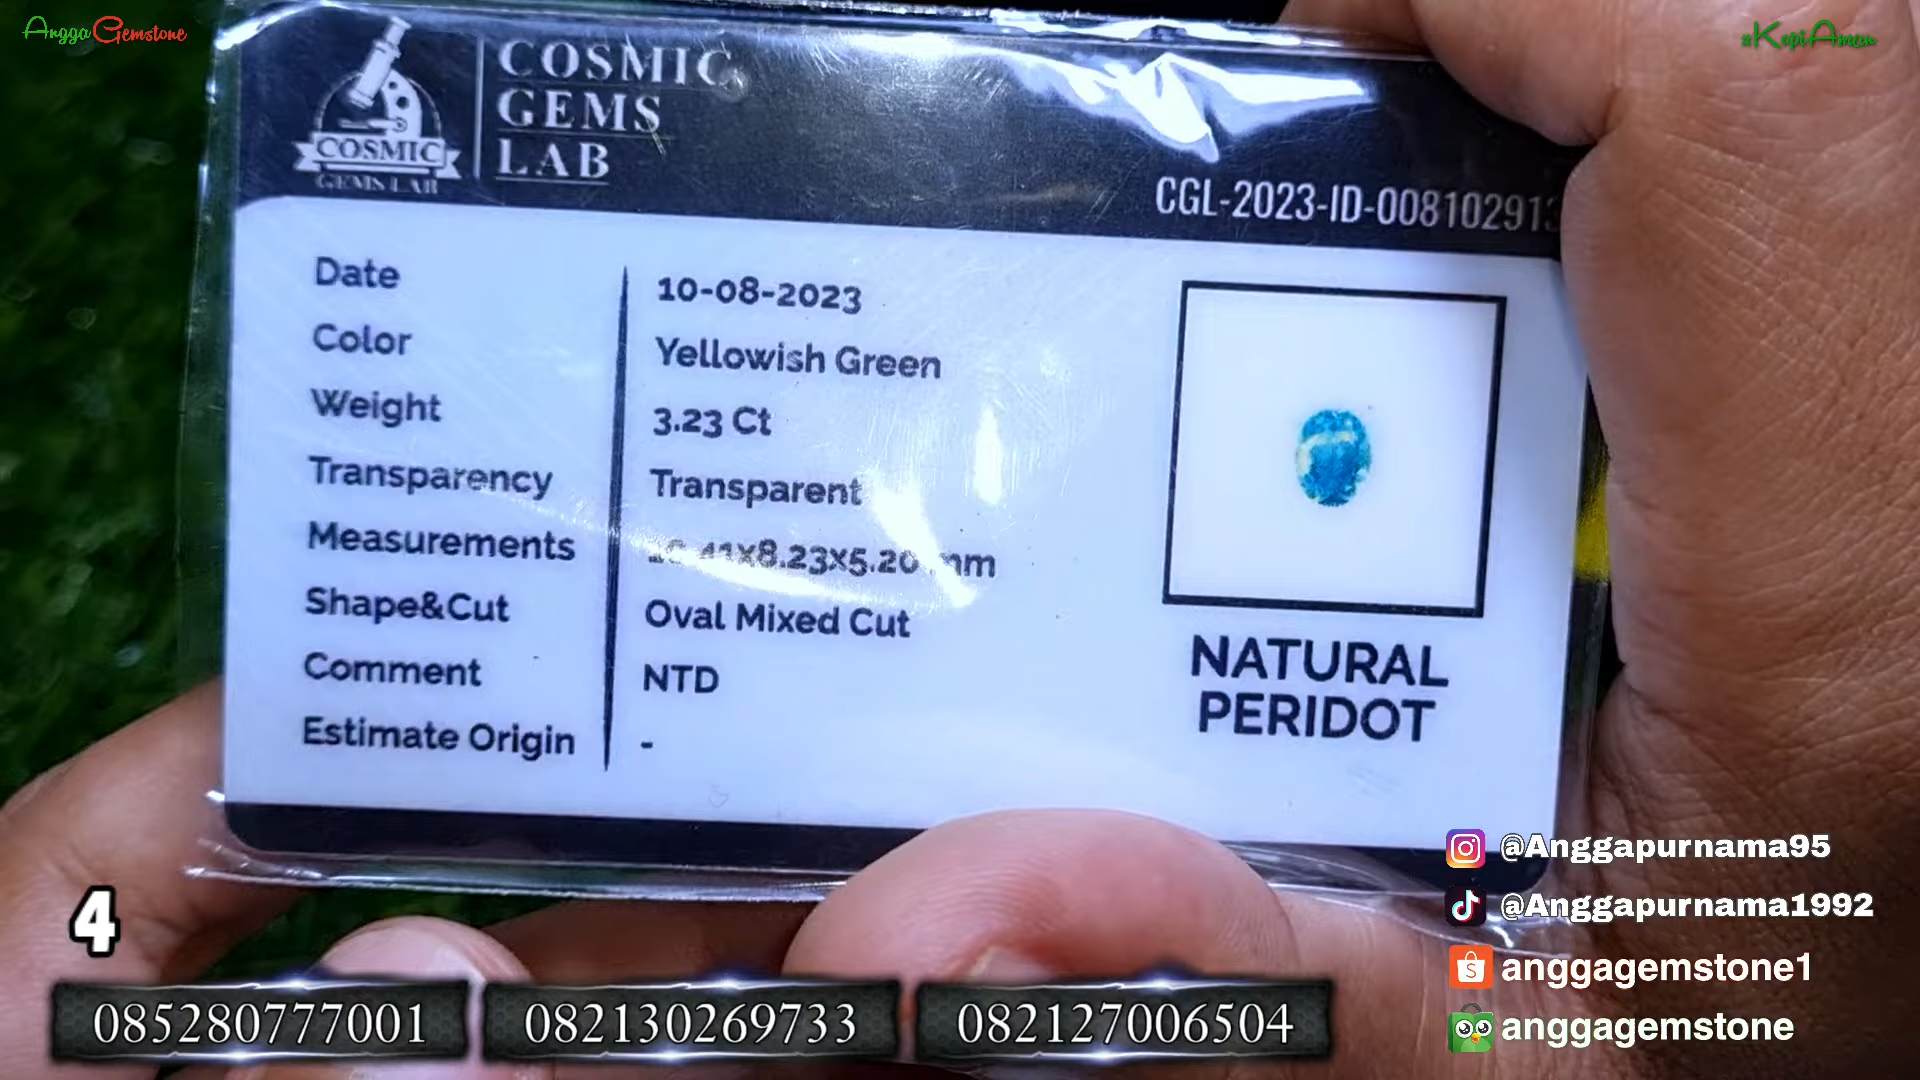 Angga Gemstone
#KopiAman
COSMIC
GEMS
LAB
COSMIC
GEMS LAB
CGL-2023-ID-00810291
Date
10-08-2023
Color
Yellowish Green
Weight
3.23 Ct
Transparency
Transparent
Measurements
x8.23x5.20 mm
Shape&Cut
Oval Mixed Cut
Comment
NTD
Estimate Origin
-
NATURAL
PERIDOT
@Anggapurnama95
@Anggapurnama1992
anggagemstone1
anggagemstone
4
085280777001
082130269733
082127006504